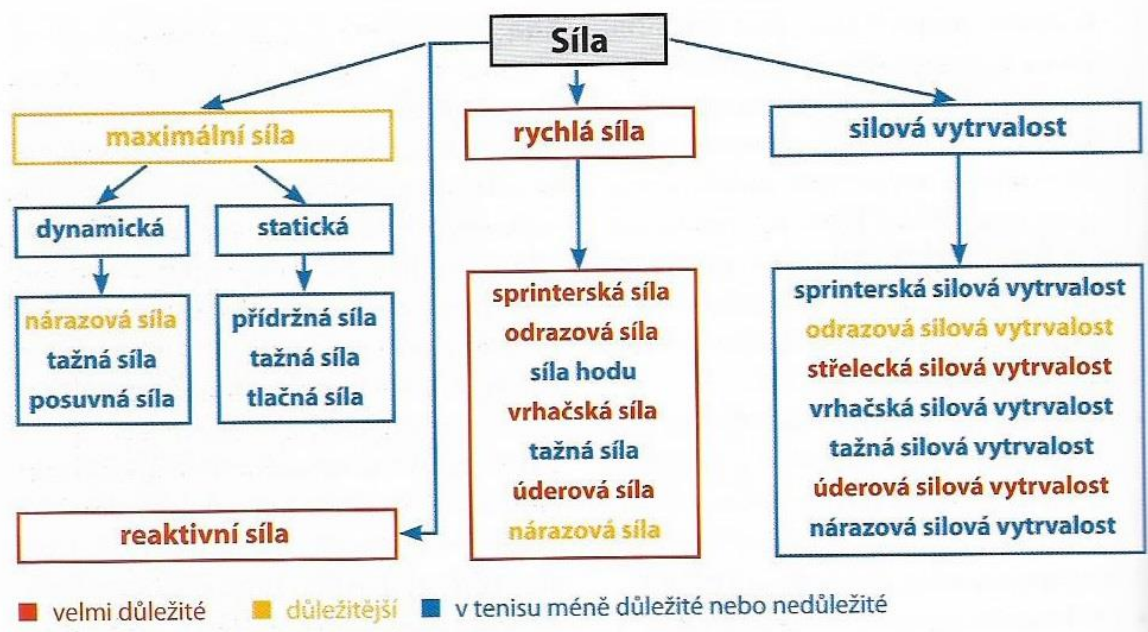 Síla
maximální síla
rychlá síla
silová vytrvalost
dynamická
statická
nárazová síla
tažná síla
posuvná síla
přídržná síla
tažná síla
tlačná síla
reaktivní síla
sprinterská síla
odrazová síla
síla hodu
vrhačská síla
tažná síla
úderová síla
nárazová síla
sprinterská silová vytrvalost
odrazová silová vytrvalost
střelecká silová vytrvalost
vrhačská silová vytrvalost
tažná silová vytrvalost
úderová silová vytrvalost
nárazová silová vytrvalost
velmi důležité
důležitější
v tenisu méně důležité nebo nedůležité